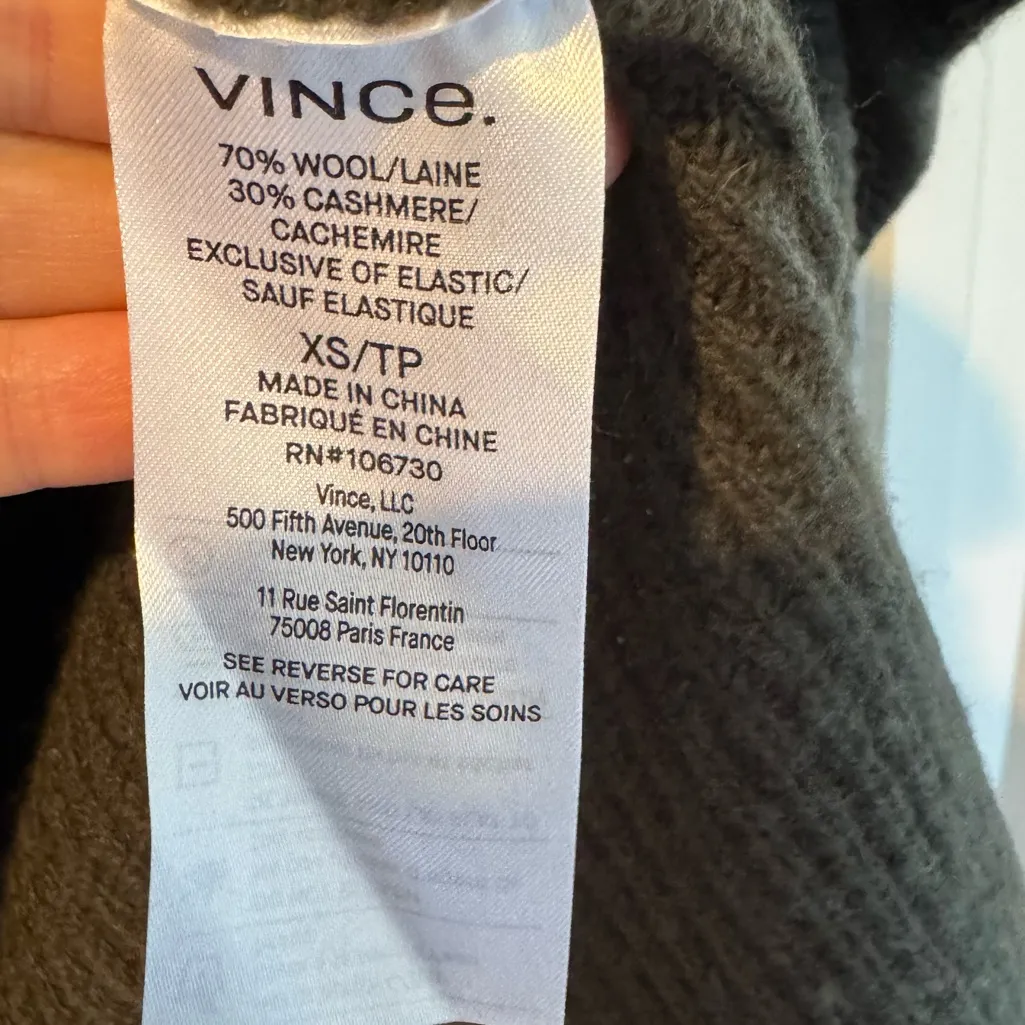 VINCe.
70% WOOL/LAINE
30% CASHMERE/
CACHEMIRE
EXCLUSIVE OF ELASTIC/
SAUF ELASTIQUE
XS/TP
MADE IN CHINA
FABRIQUÉ EN CHINE
RN#106730
Vince, LLC
500 Fifth Avenue, 20th Floor
New York, NY 10110
11 Rue Saint Florentin
75008 Paris France
SEE REVERSE FOR CARE
VOIR AU VERSO POUR LES SOINS